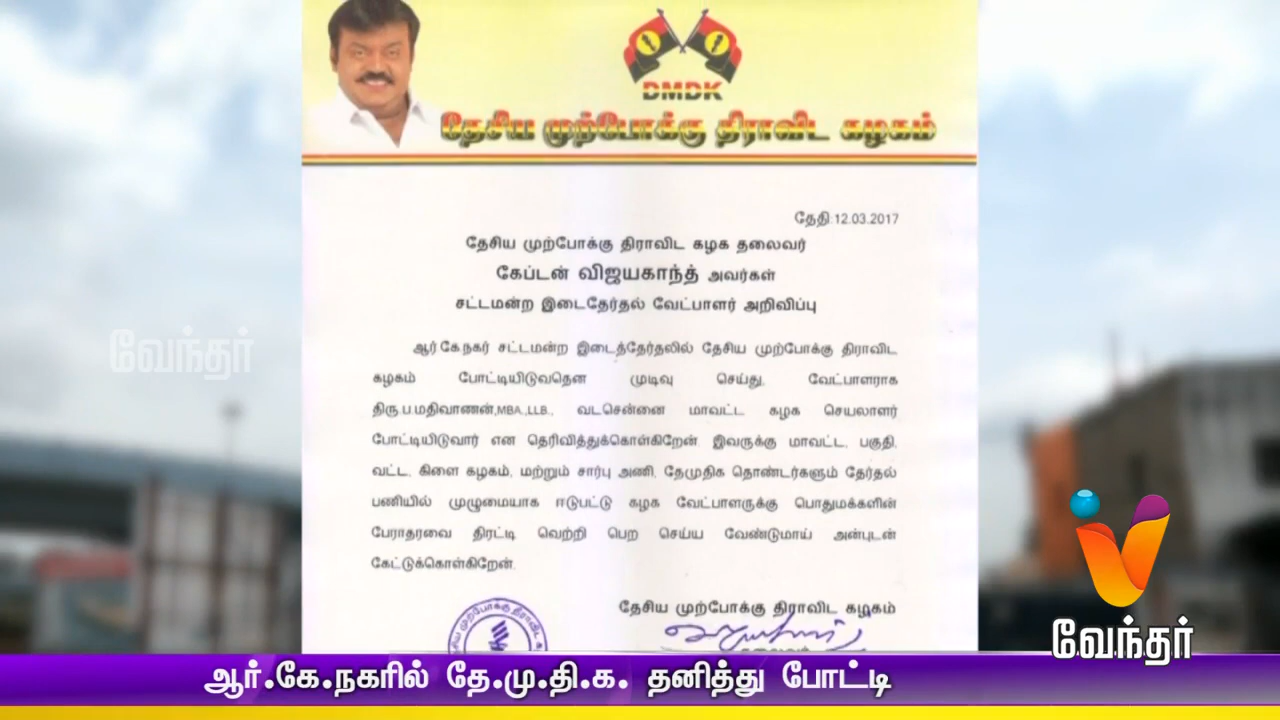 DMDK
தேசிய முற்போக்கு திராவிட கழகம்
தேதி.12.03.2017
தேசிய முற்போக்கு திராவிட கழக தலைவர்
கேப்டன் விஜயகாந்த் அவர்கள்
சட்டமன்ற இடைதேர்தல் வேட்பாளர் அறிவிப்பு
ஆர்.கே.நகர் சட்டமன்ற இடைத்தேர்தலில் தேசிய முற்போக்கு திராவிட
கழகம் போட்டியிடுவதென முடிவு செய்து, வேட்பாளராக
திரு.ப.மதிவாணன்,MBA.,LLB., வடசென்னை மாவட்ட கழக செயலாளர்
போட்டியிடுவார் என தெரிவித்துக்கொள்கிறேன். இவருக்கு மாவட்ட, பகுதி,
வட்ட, கிளை கழகம், மற்றும் சார்பு அணி, தேமுதிக தொண்டர்களும் தேர்தல்
பணியில் முழுமையாக ஈடுபட்டு கழக வேட்பாளருக்கு பொதுமக்களின்
பேராதரவை திரட்டி வெற்றி பெற செய்ய வேண்டுமாய் அன்புடன்
கேட்டுக்கொள்கிறேன்.
தேசிய முற்போக்கு திராவிட கழகம்
வேந்தர்
வேந்தர்
ஆர்.கே.நகரில் தே.மு.தி.க. தனித்து போட்டி